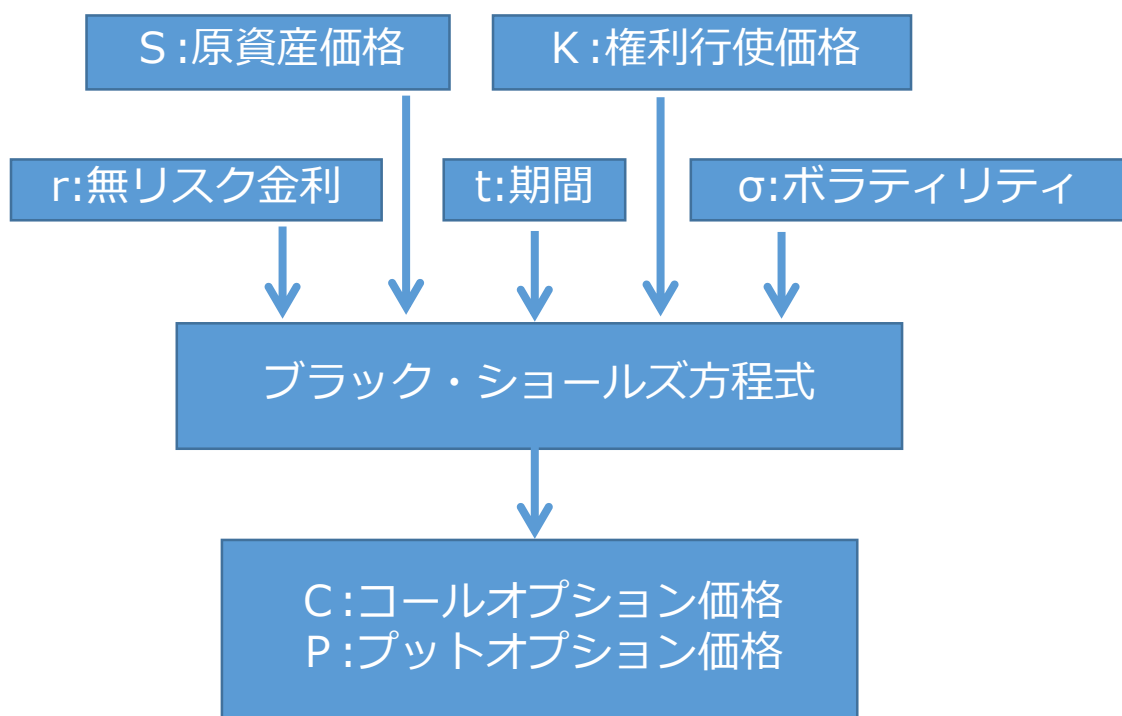 S:原資産価格
K:権利行使価格
r:無リスク金利
t:期間
σ:ボラティリティ
ブラック・ショールズ方程式
C:コールオプション価格
P:プットオプション価格